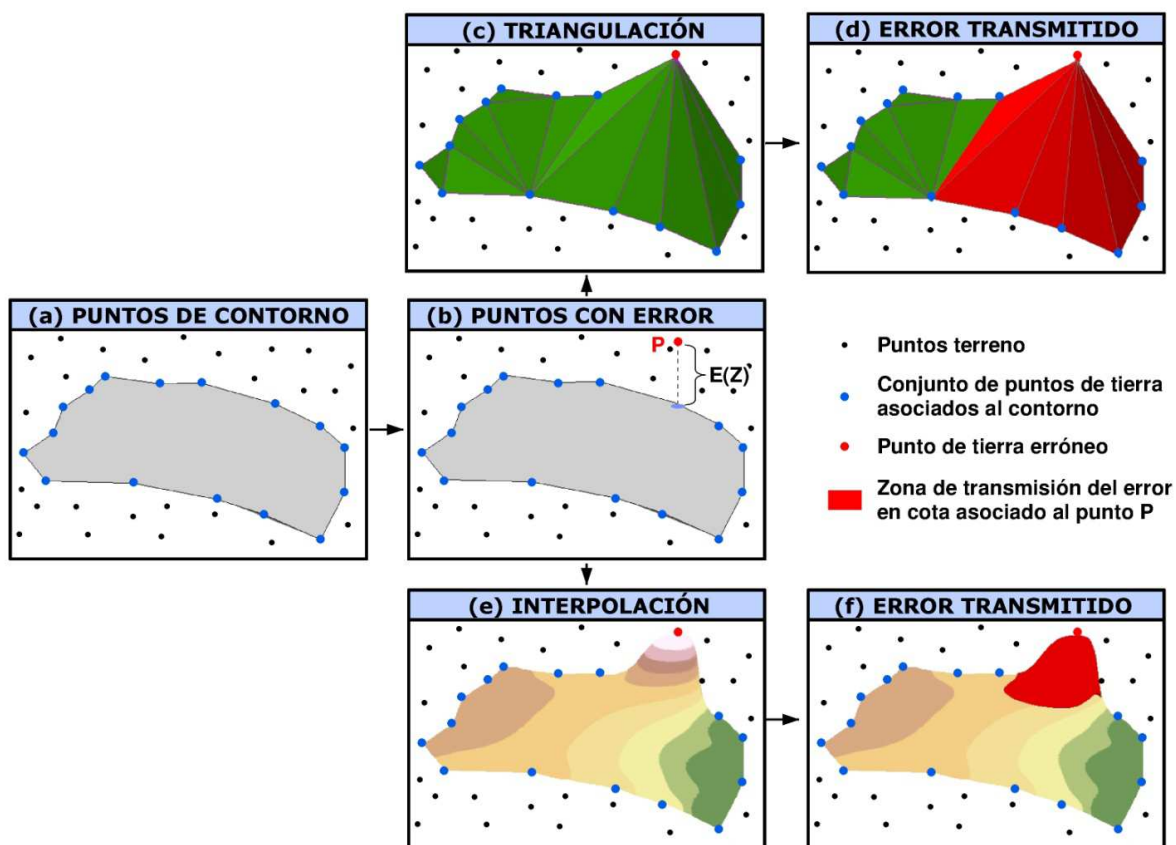 (c) TRIANGULACIÓN
(d) ERROR TRANSMITIDO
(a) PUNTOS DE CONTORNO
(b) PUNTOS CON ERROR
P
E(Z)
Puntos terreno
Conjunto de puntos de tierra
asociados al contorno
Punto de tierra erróneo
Zona de transmisión del error
en cota asociado al punto P
(e) INTERPOLACIÓN
(f) ERROR TRANSMITIDO